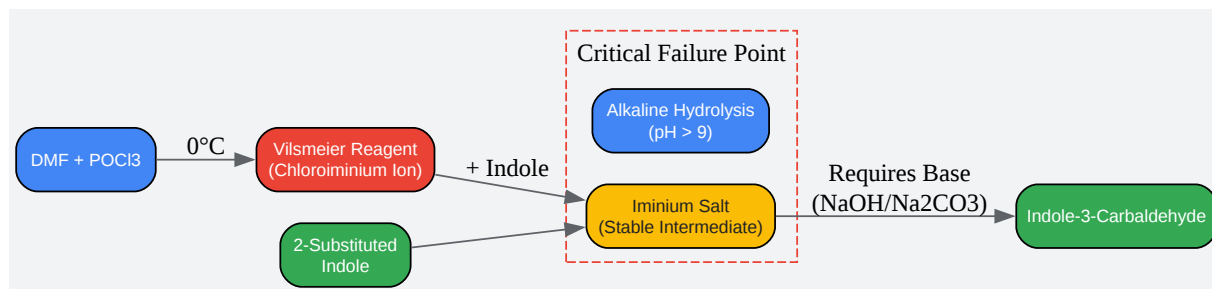 Critical Failure Point
Alkaline Hydrolysis
(pH > 9)
DMF + POCl3
0°C
Vilsmeier Reagent
(Chloroiminium Ion)
+ Indole
2-Substituted
Indole
Iminium Salt
(Stable Intermediate)
Requires Base
(NaOH/Na2CO3)
Indole-3-Carbaldehyde